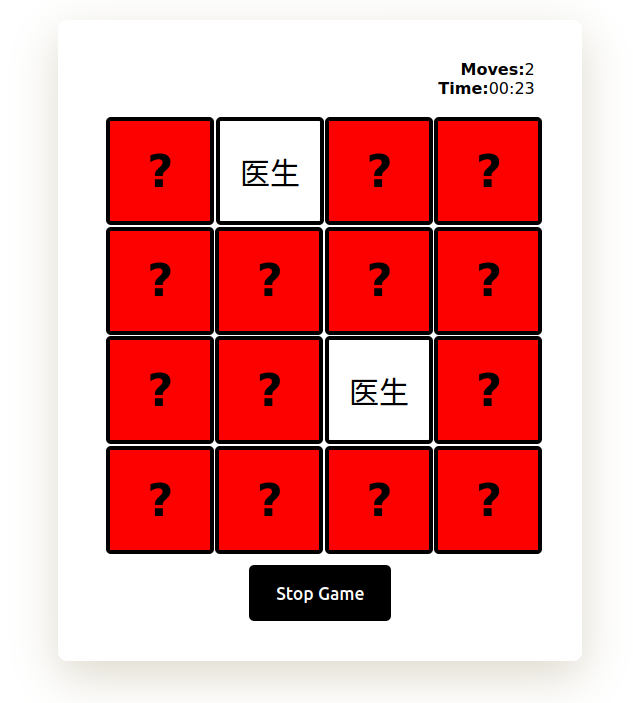 Moves:2
Time:00:23
? 医生 ? ?
? ? ? ?
? ? 医生 ?
? ? ? ?
Stop Game